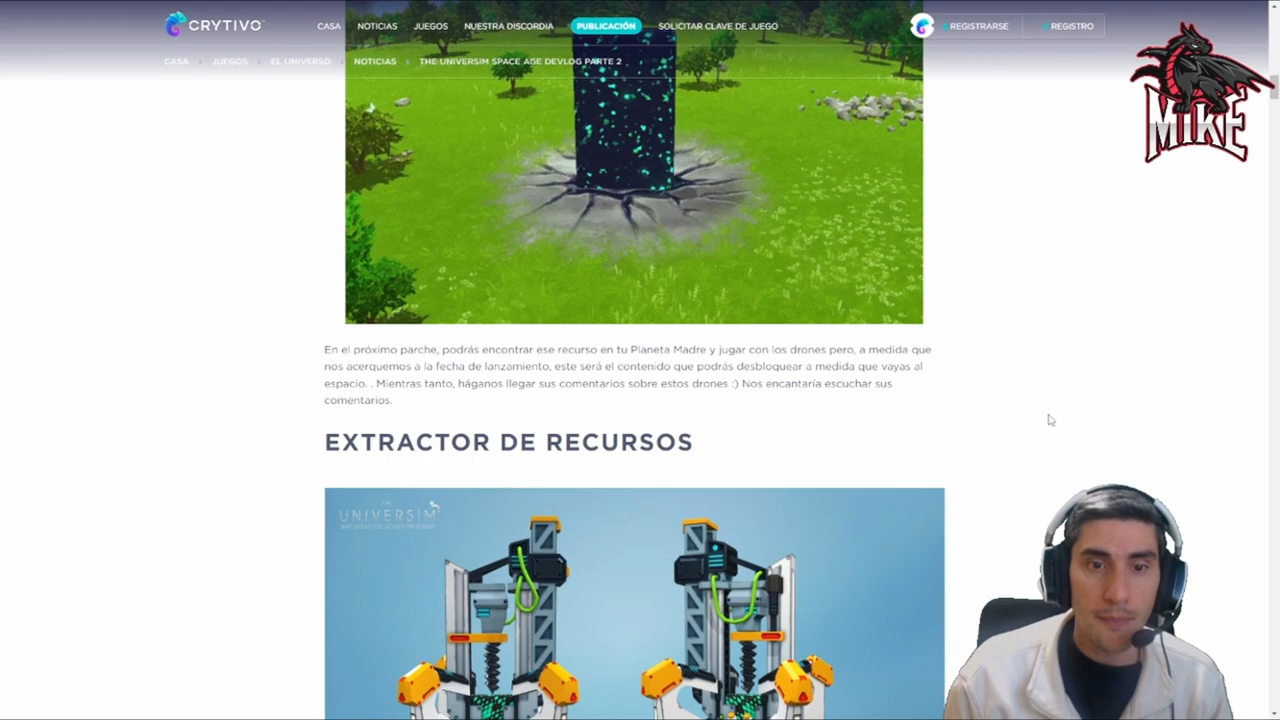 CRYTIVO
CASA NOTICIAS JUEGOS NUESTRA DISCORDIA PUBLICACIÓN SOLICITAR CLAVE DE JUEGO REGISTRARSE REGISTRO
CASA JUEGOS EL UNIVERSO NOTICIAS THE UNIVERSIM SPACE AGE DEVLOG PARTE 2
MIKE
En el próximo parche, podrás encontrar ese recurso en tu Planeta Madre y jugar con los drones pero, a medida que
nos acerquemos a la fecha de lanzamiento, este será el contenido que podrás desbloquear a medida que vayas al
espacio. . Mientras tanto, háganos llegar sus comentarios sobre estos drones :) Nos encantaría escuchar sus
comentarios.
EXTRACTOR DE RECURSOS
THE
UNIVERSIM